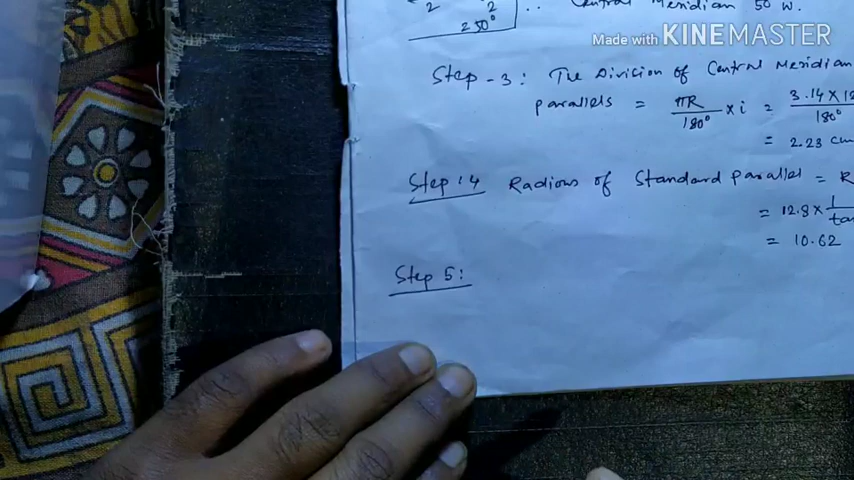 2 2
250°
∴ Central Meridian 50 W.
Made with KINEMASTER
Step - 3 : The Division of Central Meridian
parallels = πR/180° × i = 3.14 × 12/180°
= 2.23 cm
Step : 4 Radious of Standard parallel = R
= 12.8 × 1/tan
= 10.62
Step 5 :